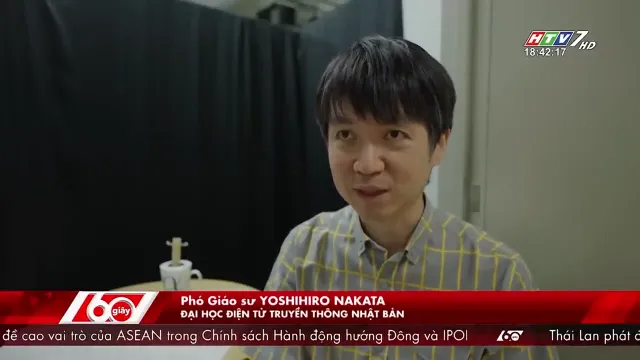 HTV7 HD
18:42:17
60 giây
Phó Giáo sư YOSHIHIRO NAKATA
ĐẠI HỌC ĐIỆN TỬ TRUYỀN THÔNG NHẬT BẢN
đề cao vai trò của ASEAN trong Chính sách Hành động hướng Đông và IPOI 60 Thái Lan phát